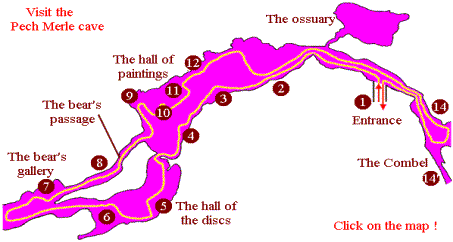 Visit the
Pech Merle cave
The ossuary
The hall of
paintings
12
11
9
10
3
2
1
14
Entrance
The bear's
passage
4
8
The bear's
gallery
7
The Combel
14'
5
6
The hall of
the discs
Click on the map !